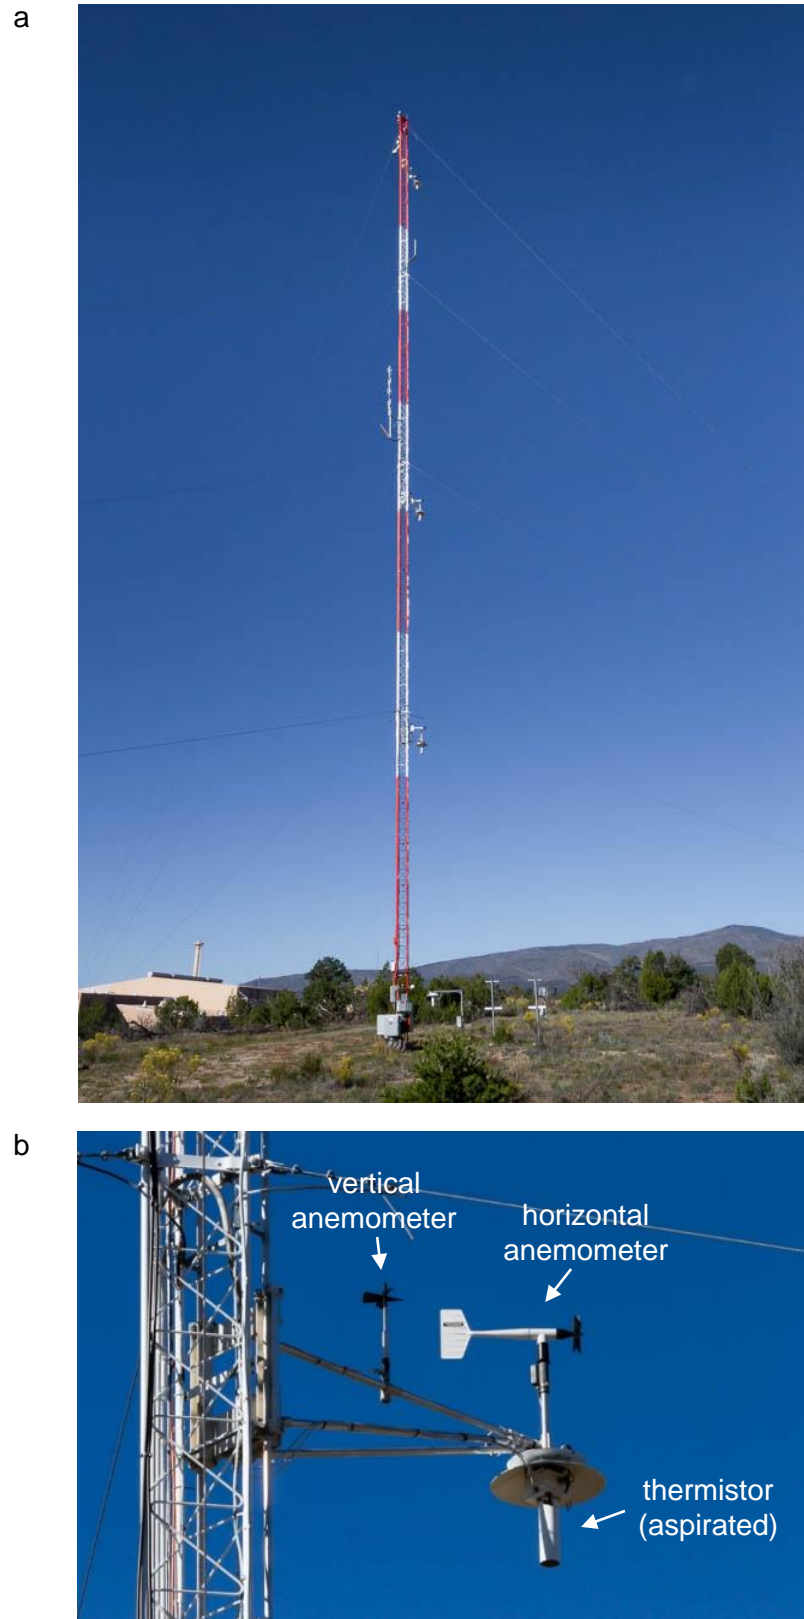 a
b
vertical
anemometer
horizontal
anemometer
thermistor
(aspirated)